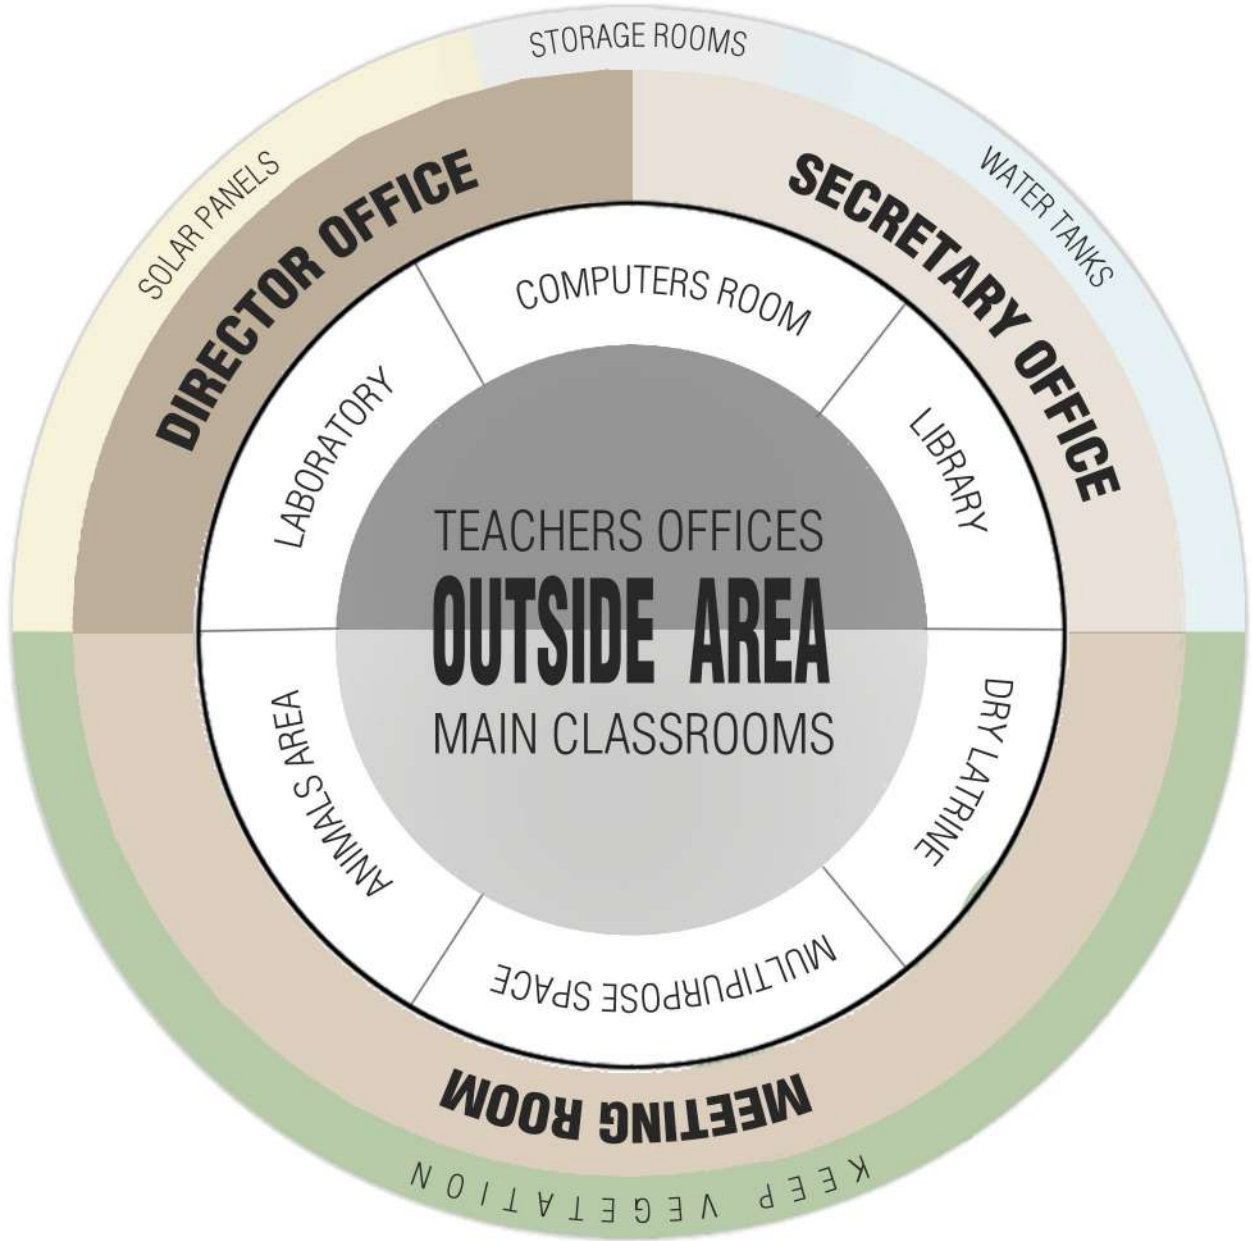 STORAGE ROOMS
SOLAR PANELS
WATER TANKS
DIRECTOR OFFICE
SECRETARY OFFICE
COMPUTERS ROOM
LABORATORY
LIBRARY
TEACHERS OFFICES
OUTSIDE AREA
MAIN CLASSROOMS
ANIMALS AREA
DRY LATRINE
MULTIPURPOSE SPACE
MEETING ROOM
KEEP VEGETATION